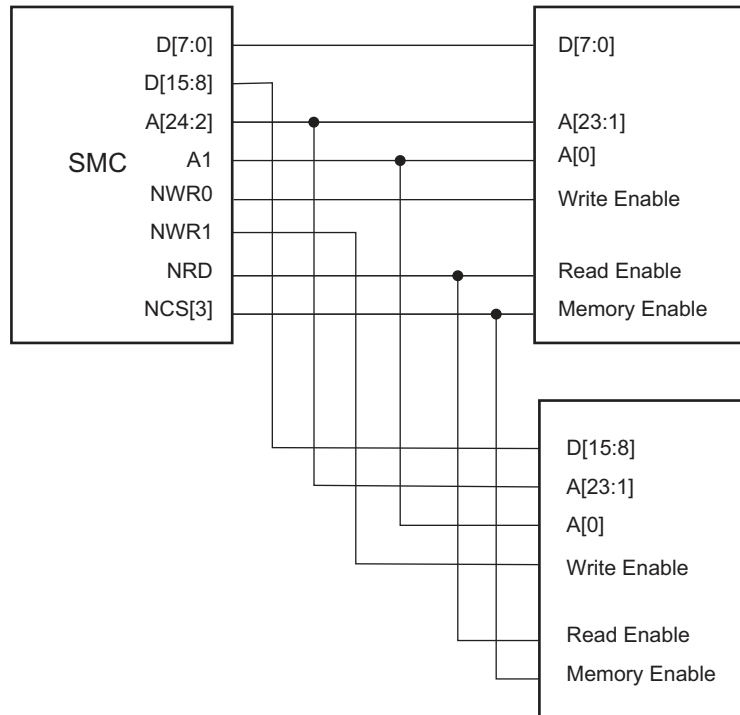 D[7:0]
D[15:8]
A[24:2]
SMC
A1
NWR0
NWR1
NRD
NCS[3]
D[7:0]
A[23:1]
A[0]
Write Enable
Read Enable
Memory Enable
D[15:8]
A[23:1]
A[0]
Write Enable
Read Enable
Memory Enable